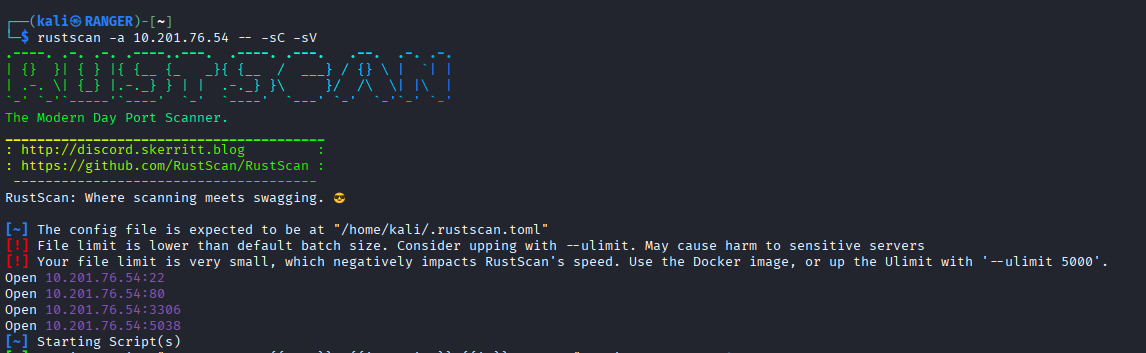 ┌──(kali㉿RANGER)-[~]
└─$ rustscan -a 10.201.76.54 -- -sC -sV
.----. .-. .-. .----..---.  .----. .---.   .--.  .-. .-.
| {}  }| { } |{ {__ {_   _}{ {__  /  ___} / {} \ |  `| |
| .-. \| {_} |.-._} } | |  .-._} }\     }/  /\  \| |\  |
`-' `-'`-----'`----'  `-'  `----'  `---' `-'  `-'`-' `-'
The Modern Day Port Scanner.
________________________________________
: http://discord.skerritt.blog         :
: https://github.com/RustScan/RustScan :
 --------------------------------------
RustScan: Where scanning meets swagging. 😎
[~] The config file is expected to be at "/home/kali/.rustscan.toml"
[!] File limit is lower than default batch size. Consider upping with --ulimit. May cause harm to sensitive servers
[!] Your file limit is very small, which negatively impacts RustScan's speed. Use the Docker image, or up the Ulimit with '--ulimit 5000'.
Open 10.201.76.54:22
Open 10.201.76.54:80
Open 10.201.76.54:3306
Open 10.201.76.54:5038
[~] Starting Script(s)